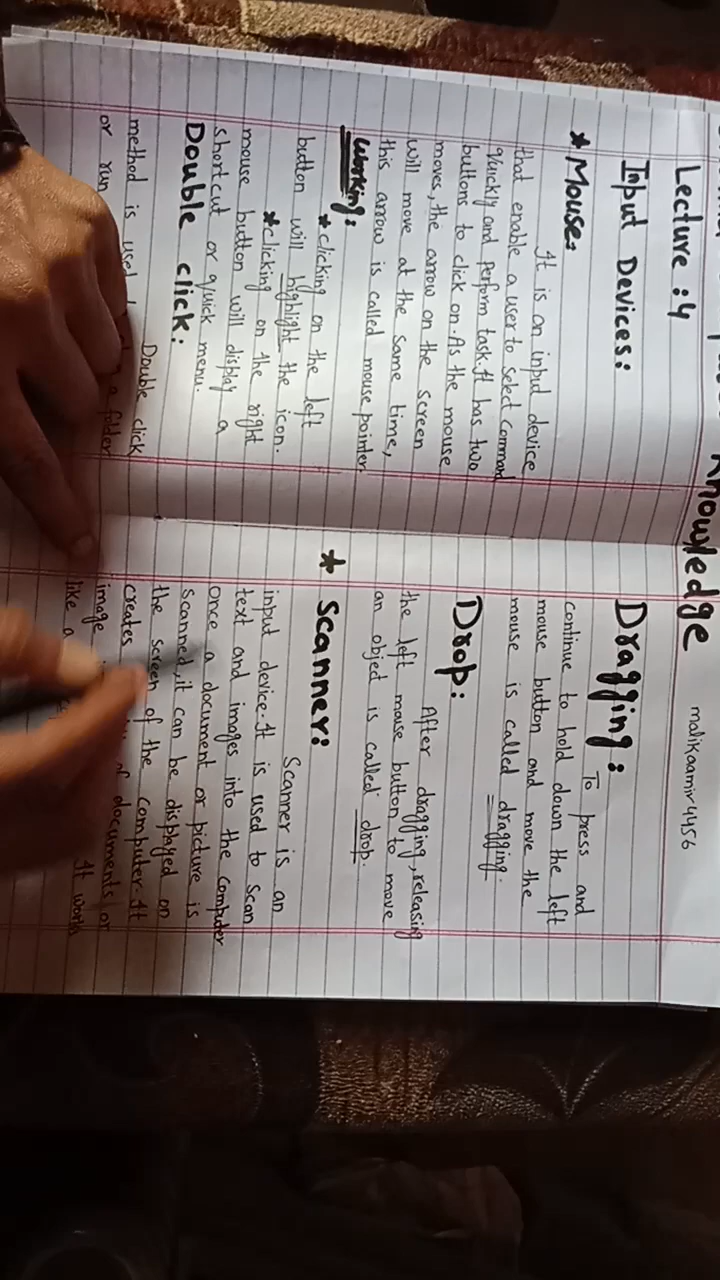 Knowledge
malikaamir4456
Lecture : 4
Input Devices:
* Mouse:
It is an input device
that enable a user to select command
quickly and perform task. It has two
buttons to click on. As the mouse
moves, the arrow on the screen
will move at the same time,
this arrow is called mouse pointer.
Working:
* clicking on the left
button will highlight the icon.
* clicking on the right
mouse button will display a
shortcut or quick menu.
Double click:
Double click
method is used a folder
or run
Dragging:
To press and
continue to hold down the left
mouse button and move the
mouse is called dragging.
Drop:
After dragging, releasing
the left mouse button to move
an object is called drop.
* Scanner:
Scanner is an
input device. It is used to scan
text and images into the computer
once a document or picture is
scanned, it can be displayed on
the screen of the computer. It
creates of documents or
image It works
like a